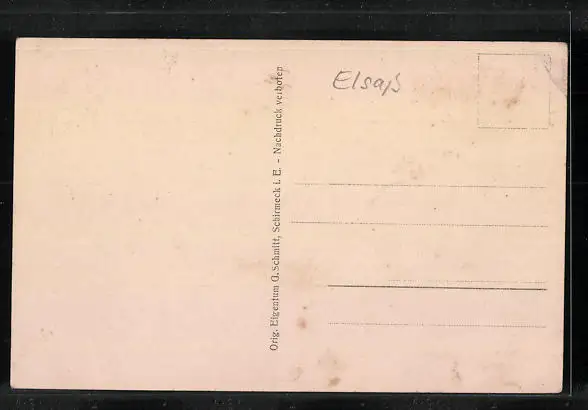 Elsaß
Orig. Eigentum G. Schmitt, Schirmeck i. E. - Nachdruck verboten